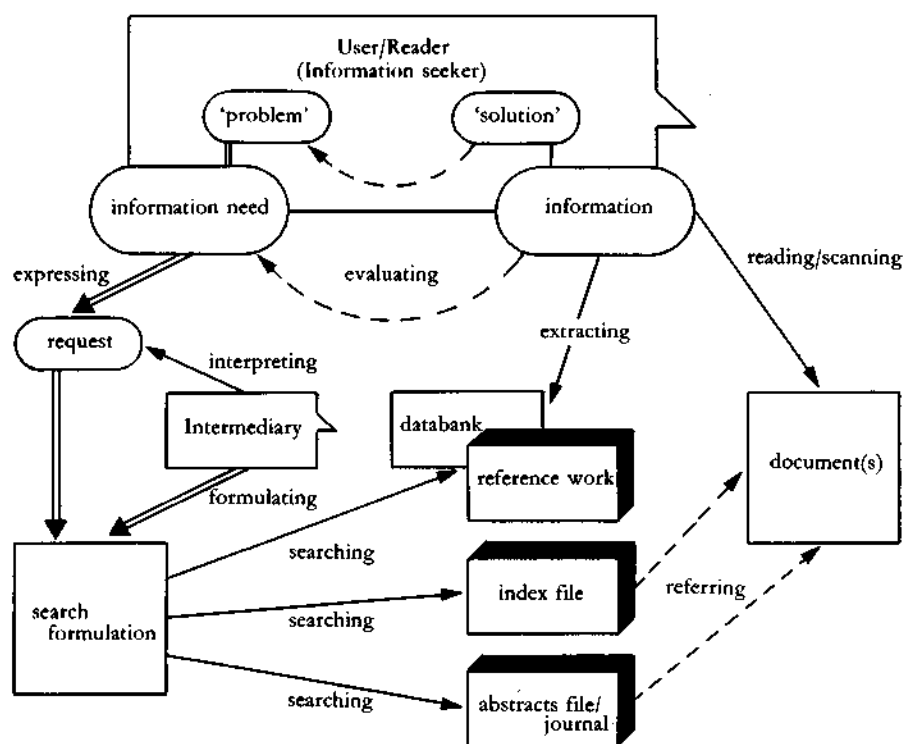 User/Reader
(Information seeker)
‘problem’
‘solution’
information need
information
expressing
evaluating
reading/scanning
request
interpreting
extracting
Intermediary
databank
reference work
document(s)
formulating
searching
search
formulation
searching
index file
referring
searching
abstracts file/
journal